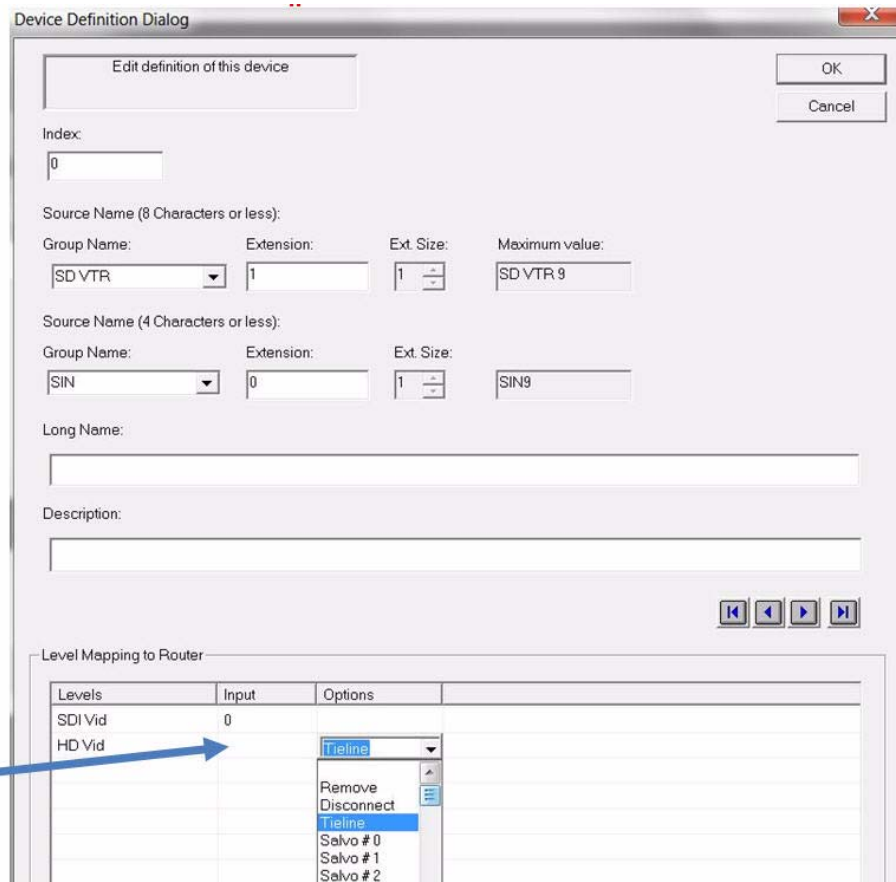 Device Definition Dialog
Edit definition of this device
OK
Cancel
Index:
0
Source Name (8 Characters or less):
Group Name: Extension: Ext. Size: Maximum value:
SD VTR 1 1 SD VTR 9
Source Name (4 Characters or less):
Group Name: Extension: Ext. Size:
SIN 0 1 SIN9
Long Name:
Description:
Level Mapping to Router
Levels Input Options
SDI Vid 0
HD Vid Tieline
Remove
Disconnect
Tieline
Salvo # 0
Salvo # 1
Salvo # 2